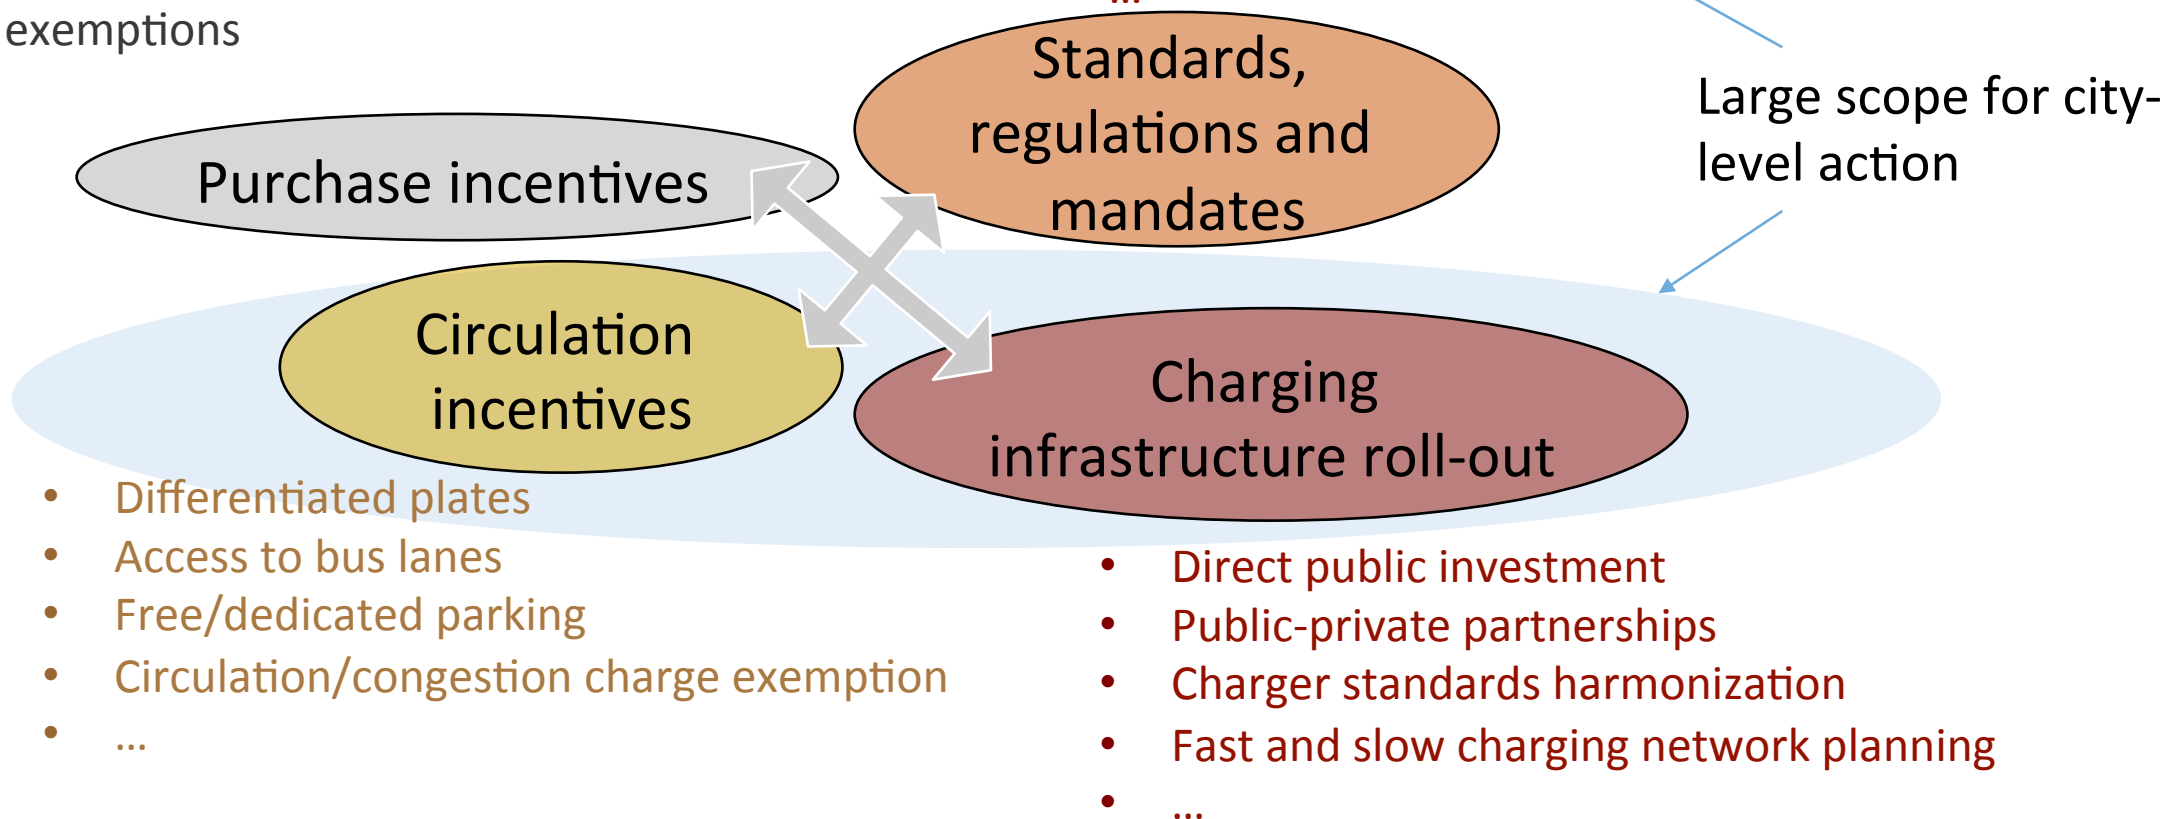 exemptions
…
Standards,
regulations and
mandates
Large scope for city-
level action
Purchase incentives
Circulation
incentives
Charging
infrastructure roll-out
• Differentiated plates
• Access to bus lanes
• Free/dedicated parking
• Circulation/congestion charge exemption
• …
• Direct public investment
• Public-private partnerships
• Charger standards harmonization
• Fast and slow charging network planning
• …